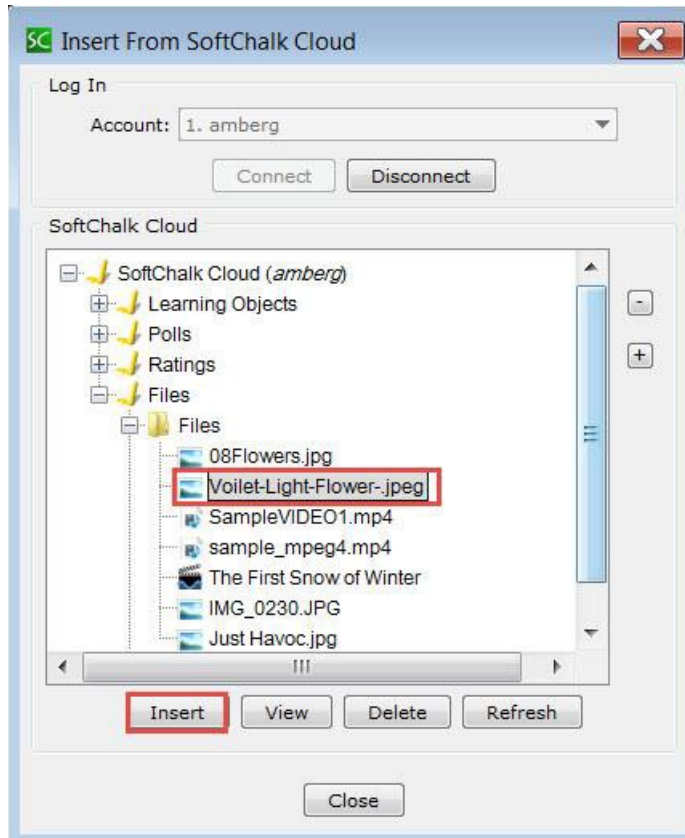 SC Insert From SoftChalk Cloud
Log In
Account: 1. amberg
Connect Disconnect
SoftChalk Cloud
SoftChalk Cloud (amberg)
-
Learning Objects
Polls
+
Ratings
Files
Files
08Flowers.jpg
Voilet-Light-Flower-.jpeg
SampleVIDEO1.mp4
sample_mpeg4.mp4
The First Snow of Winter
IMG_0230.JPG
Just Havoc.jpg
Insert View Delete Refresh
Close